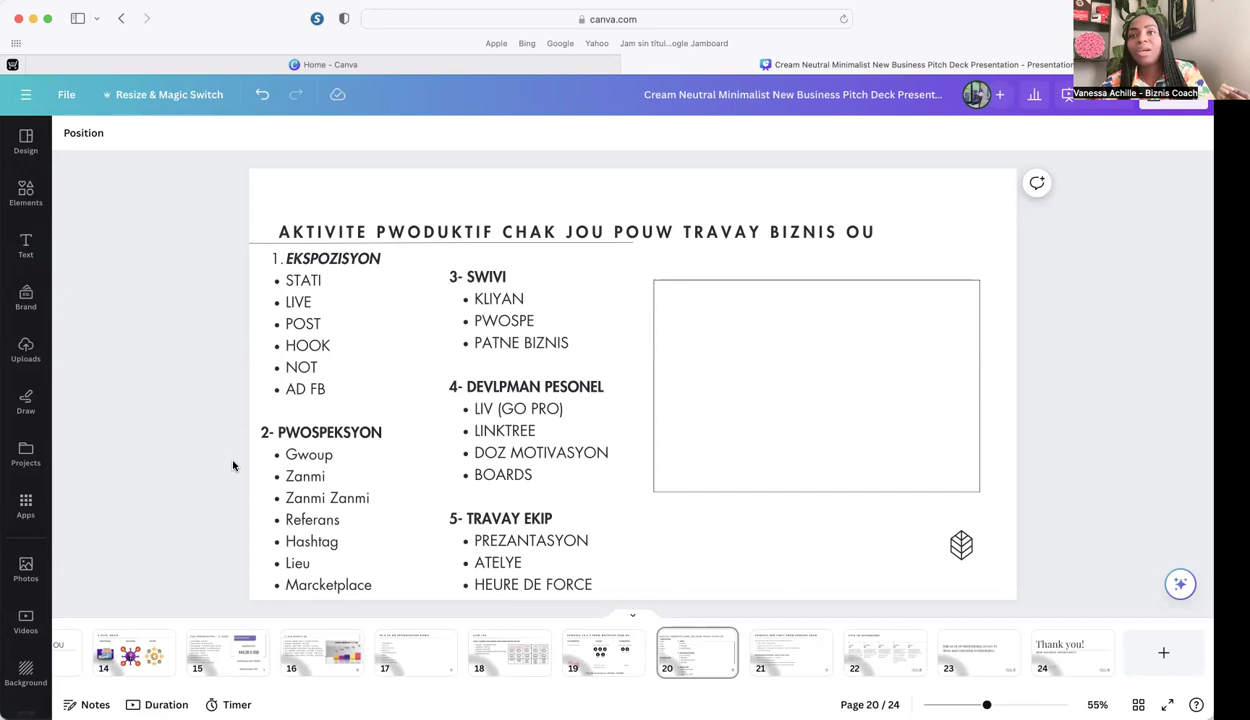 canva.com
Apple Bing Google Yahoo Jam sin títul...ogle Jamboard
Home - Canva
Cream Neutral Minimalist New Business Pitch Deck Presentation - Presentation
Vanessa Achille - Biznis Coach
File
Resize & Magic Switch
Cream Neutral Minimalist New Business Pitch Deck Present...
Position
Design
Elements
Text
Brand
Uploads
Draw
Projects
Apps
Photos
Videos
Background
AKTIVITE PWODUKTIF CHAK JOU POUW TRAVAY BIZNIS OU
1. EKSPOZISYON
• STATI
• LIVE
• POST
• HOOK
• NOT
• AD FB
2- PWOSPEKSYON
• Gwoup
• Zanmi
• Zanmi Zanmi
• Referans
• Hashtag
• Lieu
• Marcketplace
3- SWIVI
• KLIYAN
• PWOSPE
• PATNE BIZNIS
4- DEVLPMAN PESONEL
• LIV (GO PRO)
• LINKTREE
• DOZ MOTIVASYON
• BOARDS
5- TRAVAY EKIP
• PREZANTASYON
• ATELYE
• HEURE DE FORCE
OU
14
15
16
17
18
19
20
21
22
23
Thank you!
24
Notes
Duration
Timer
Page 20 / 24
55%